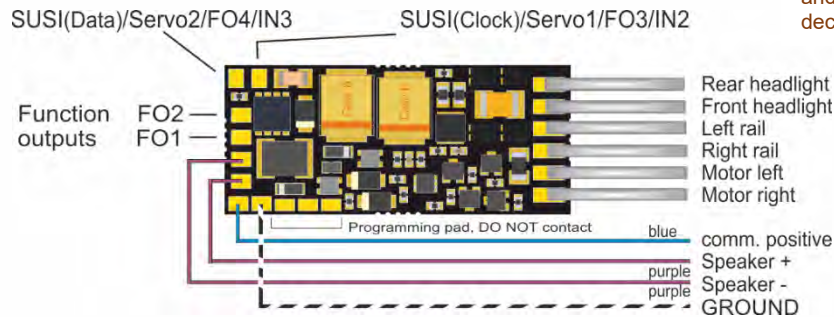 and
SUSI(Data)/Servo2/FO4/IN3
SUSI(Clock)/Servo1/FO3/IN2
dec
Function
outputs
FO2
FO1
Rear headlight
Front headlight
Left rail
Right rail
Motor left
Motor right
Programming pad, DO NOT contact
blue
comm. positive
Speaker +
purple
Speaker -
purple
GROUND